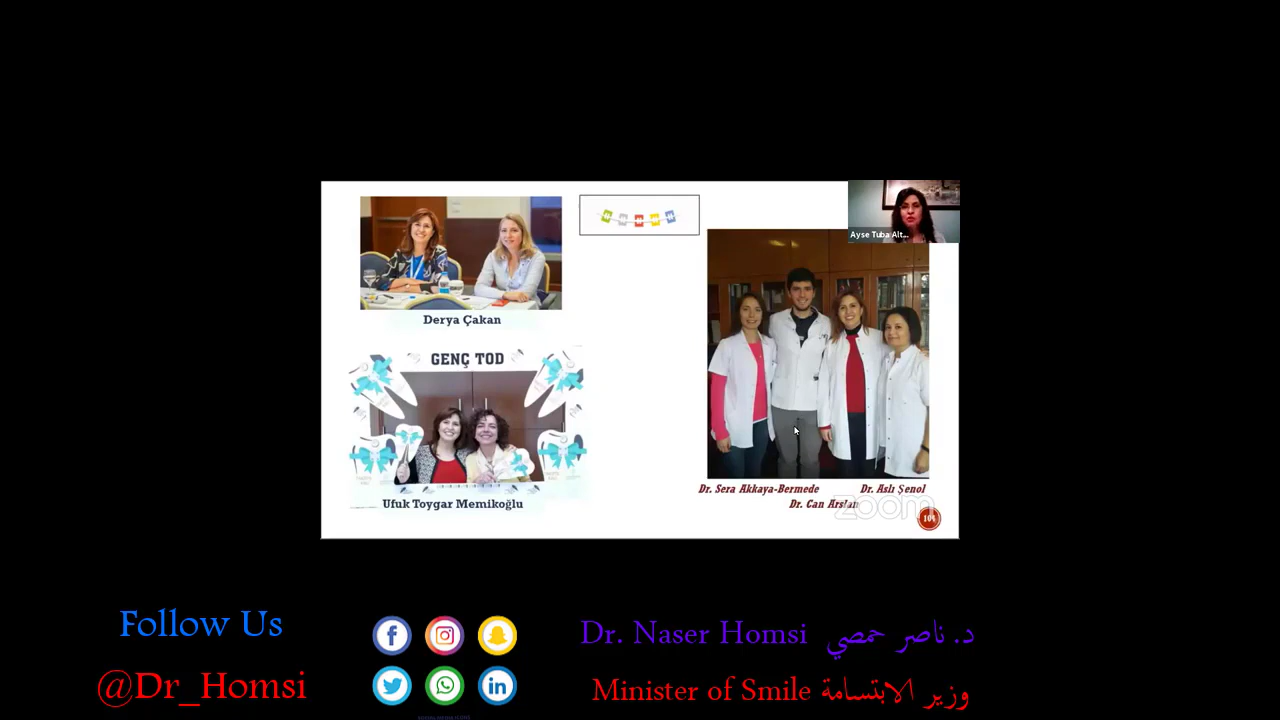 Ayse Tuba Alt...
Derya Çakan
GENÇ TOD
Ufuk Toygar Memikoğlu
Dr. Sera Akkaya-Bermede
Dr. Aslı Şenol
Dr. Can Arslan
zoom
104
Follow Us
@Dr_Homsi
Dr. Naser Homsi د. ناصر حمصي
Minister of Smile وزير الابتسامة